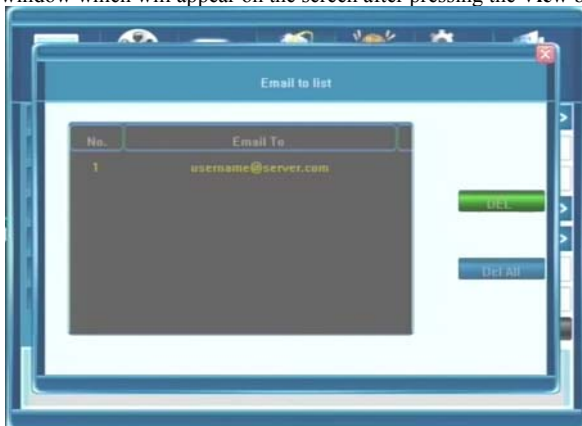 window which will appear on the screen after pressing the View
Email to list
No. Email To
1 username@server.com
DEL
Del All